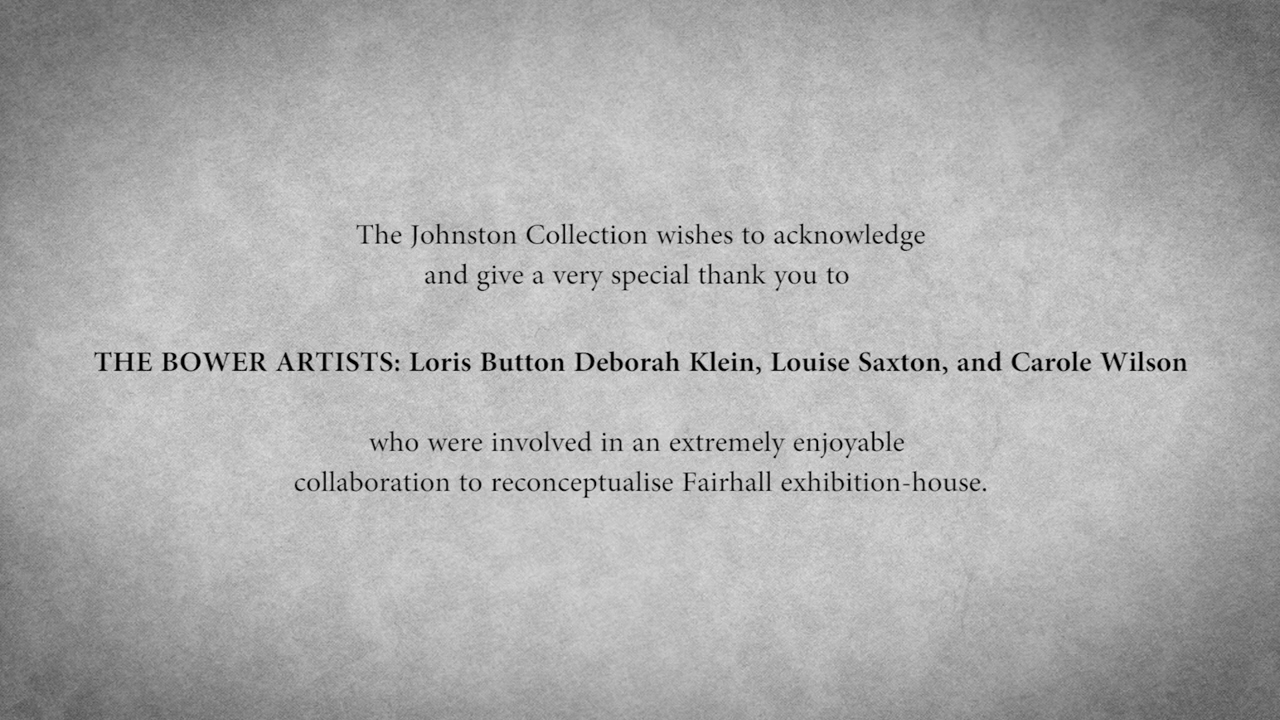 The Johnston Collection wishes to acknowledge
and give a very special thank you to
THE BOWER ARTISTS: Loris Button Deborah Klein, Louise Saxton, and Carole Wilson
who were involved in an extremely enjoyable
collaboration to reconceptualise Fairhall exhibition-house.